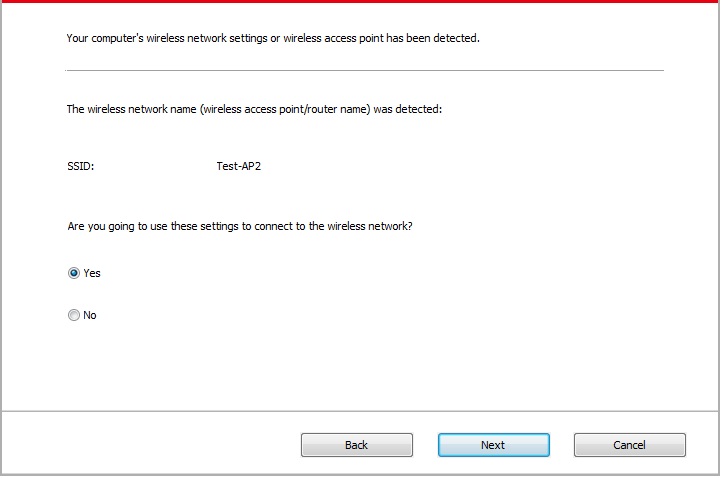 Your computer's wireless network settings or wireless access point has been detected.
The wireless network name (wireless access point/router name) was detected:
SSID: Test-AP2
Are you going to use these settings to connect to the wireless network?
Yes
No
Back Next Cancel